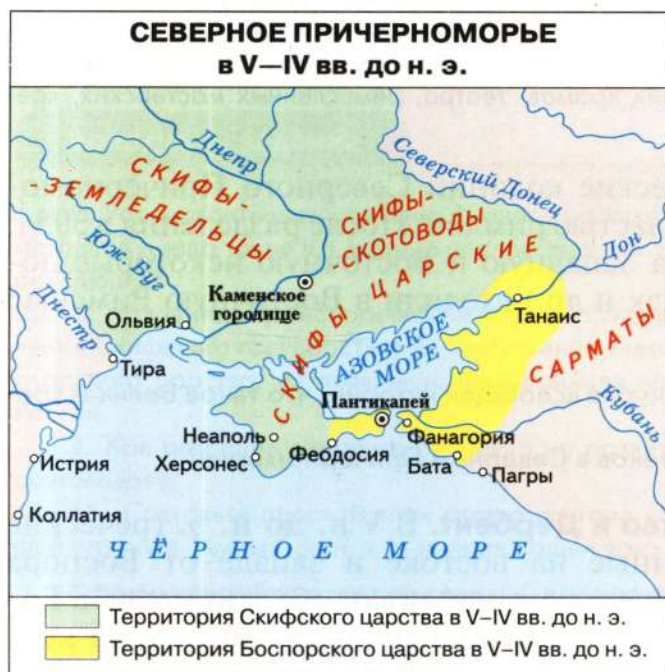 СЕВЕРНОЕ ПРИЧЕРНОМОРЬЕ
в V—IV вв. до н. э.
Днепр
Северский Донец
СКИФЫ-
ЗЕМЛЕДЕЛЬЦЫ
СКИФЫ-
СКОТОВОДЫ
СКИФЫ ЦАРСКИЕ
Юж. Буг
Дон
Днестр
Каменское
городище
Ольвия
Танаис
АЗОВСКОЕ
МОРЕ
САРМАТЫ
Тира
Пантикапей
Кубань
Неаполь
Фанагория
Истрия
Херсонес
Феодосия
Бата
Пагры
Коллатия
ЧЁРНОЕ МОРЕ
Территория Скифского царства в V–IV вв. до н. э.
Территория Боспорского царства в V–IV вв. до н. э.